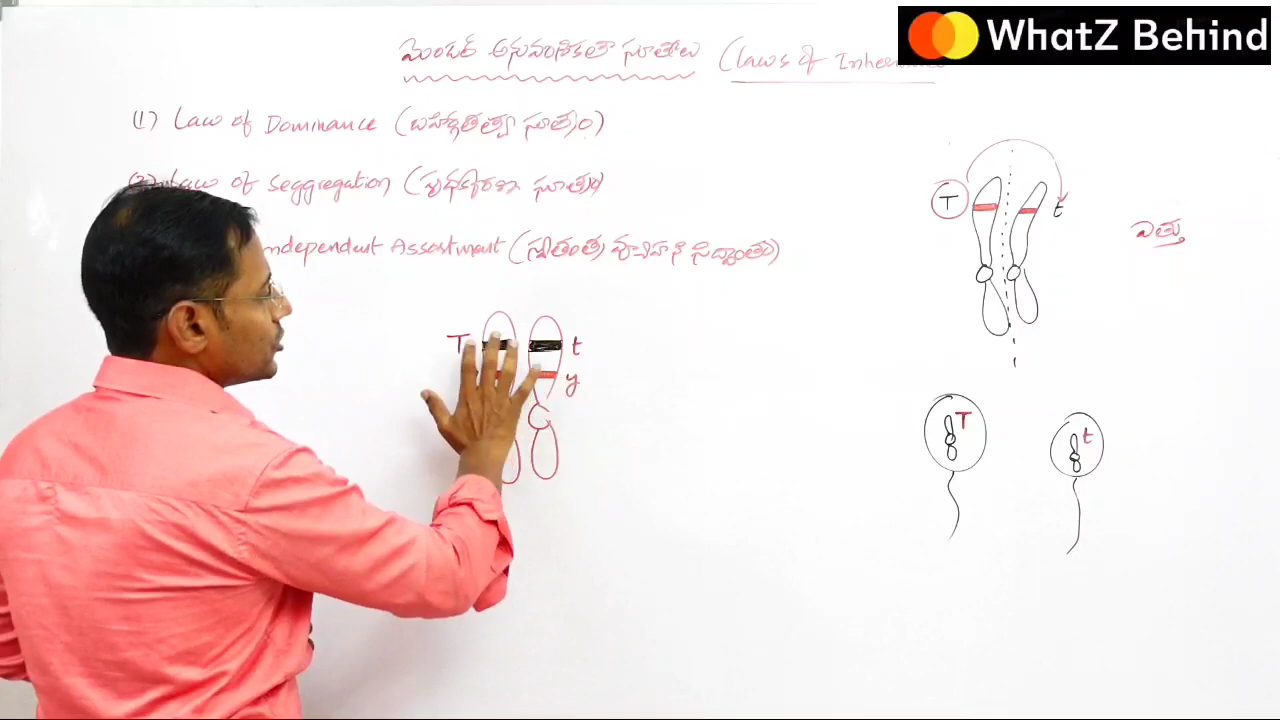 WhatZ Behind
మెండల్ అనువంశికతా సూత్రాలు (Laws of
(1) Law of Dominance (బహిర్గతత్వ సూత్రం)
Law of Seggregation (పృథక్కరణ సూత్రం)
Independent Assortment (స్వతంత్ర వ్యూహన సిద్ధాంతం)
T t
విత్తు
T t
y
T t